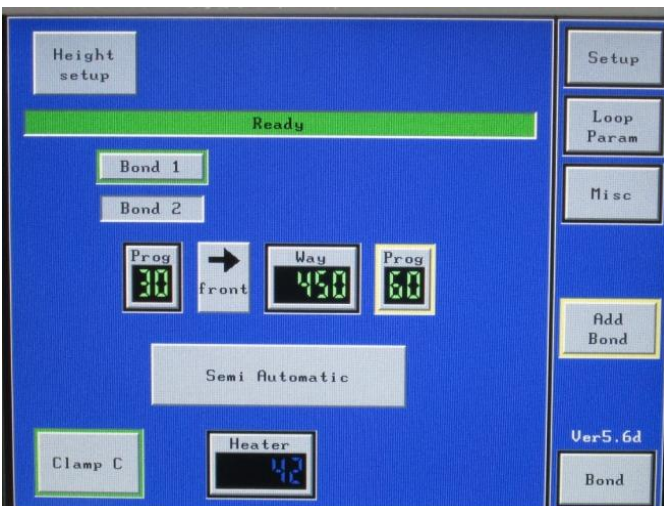 Height
setup
Setup
Ready
Loop
Param
Bond 1
Misc
Bond 2
Prog
30
front
Way
450
Prog
60
Add
Bond
Semi Automatic
Ver5.6d
Clamp C
Heater
42
Bond